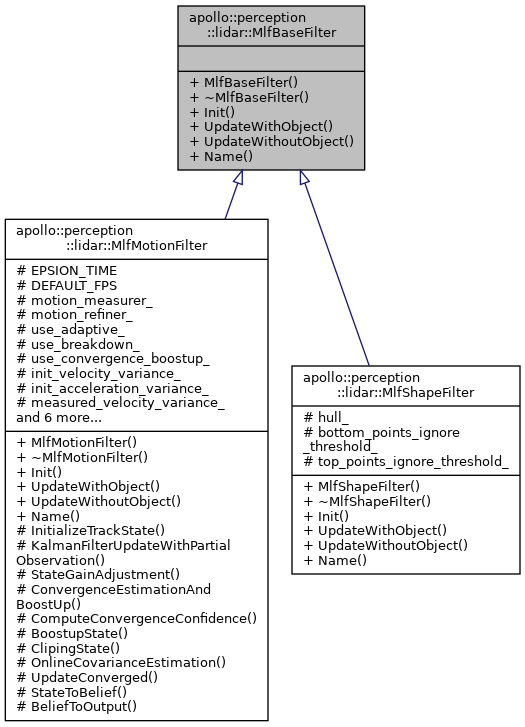 apollo::perception
::lidar::MlfBaseFilter
+ MlfBaseFilter()
+ ~MlfBaseFilter()
+ Init()
+ UpdateWithObject()
+ UpdateWithoutObject()
+ Name()
apollo::perception
::lidar::MlfMotionFilter
# EPSION_TIME
# DEFAULT_FPS
# motion_measurer_
# motion_refiner_
# use_adaptive_
# use_breakdown_
# use_convergence_boostup_
# init_velocity_variance_
# init_acceleration_variance_
# measured_velocity_variance_
and 6 more...
+ MlfMotionFilter()
+ ~MlfMotionFilter()
+ Init()
+ UpdateWithObject()
+ UpdateWithoutObject()
+ Name()
# InitializeTrackState()
# KalmanFilterUpdateWithPartial
Observation()
# StateGainAdjustment()
# ConvergenceEstimationAnd
BoostUp()
# ComputeConvergenceConfidence()
# BoostupState()
# ClipingState()
# OnlineCovarianceEstimation()
# UpdateConverged()
# StateToBelief()
# BeliefToOutput()
apollo::perception
::lidar::MlfShapeFilter
# hull_
# bottom_points_ignore
_threshold_
# top_points_ignore_threshold_
+ MlfShapeFilter()
+ ~MlfShapeFilter()
+ Init()
+ UpdateWithObject()
+ UpdateWithoutObject()
+ Name()